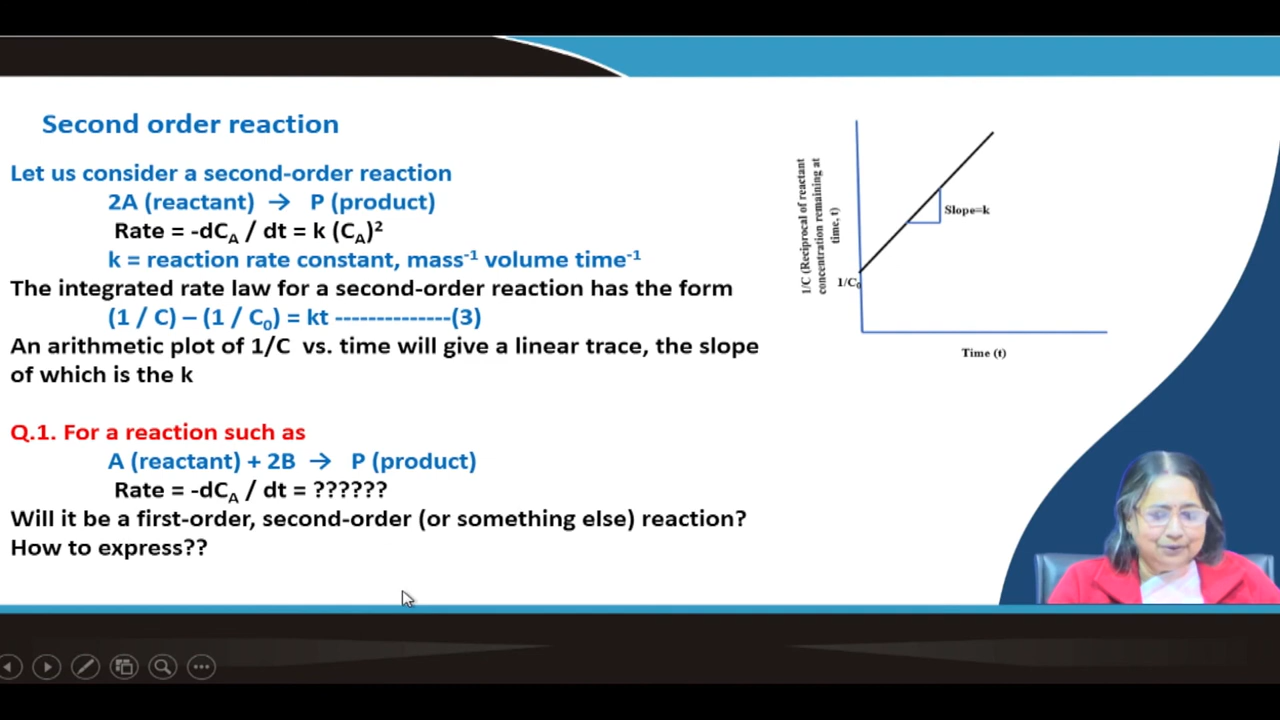 Second order reaction
Let us consider a second-order reaction
2A (reactant) → P (product)
Rate = -dC_A / dt = k (C_A)²
k = reaction rate constant, mass⁻¹ volume time⁻¹
The integrated rate law for a second-order reaction has the form
(1 / C) – (1 / C₀) = kt --------------(3)
An arithmetic plot of 1/C vs. time will give a linear trace, the slope
of which is the k
Q.1. For a reaction such as
A (reactant) + 2B → P (product)
Rate = -dC_A / dt = ??????
Will it be a first-order, second-order (or something else) reaction?
How to express??
1/C (Reciprocal of reactant
concentration remaining at
time, t)
Slope=k
1/C₀
Time (t)